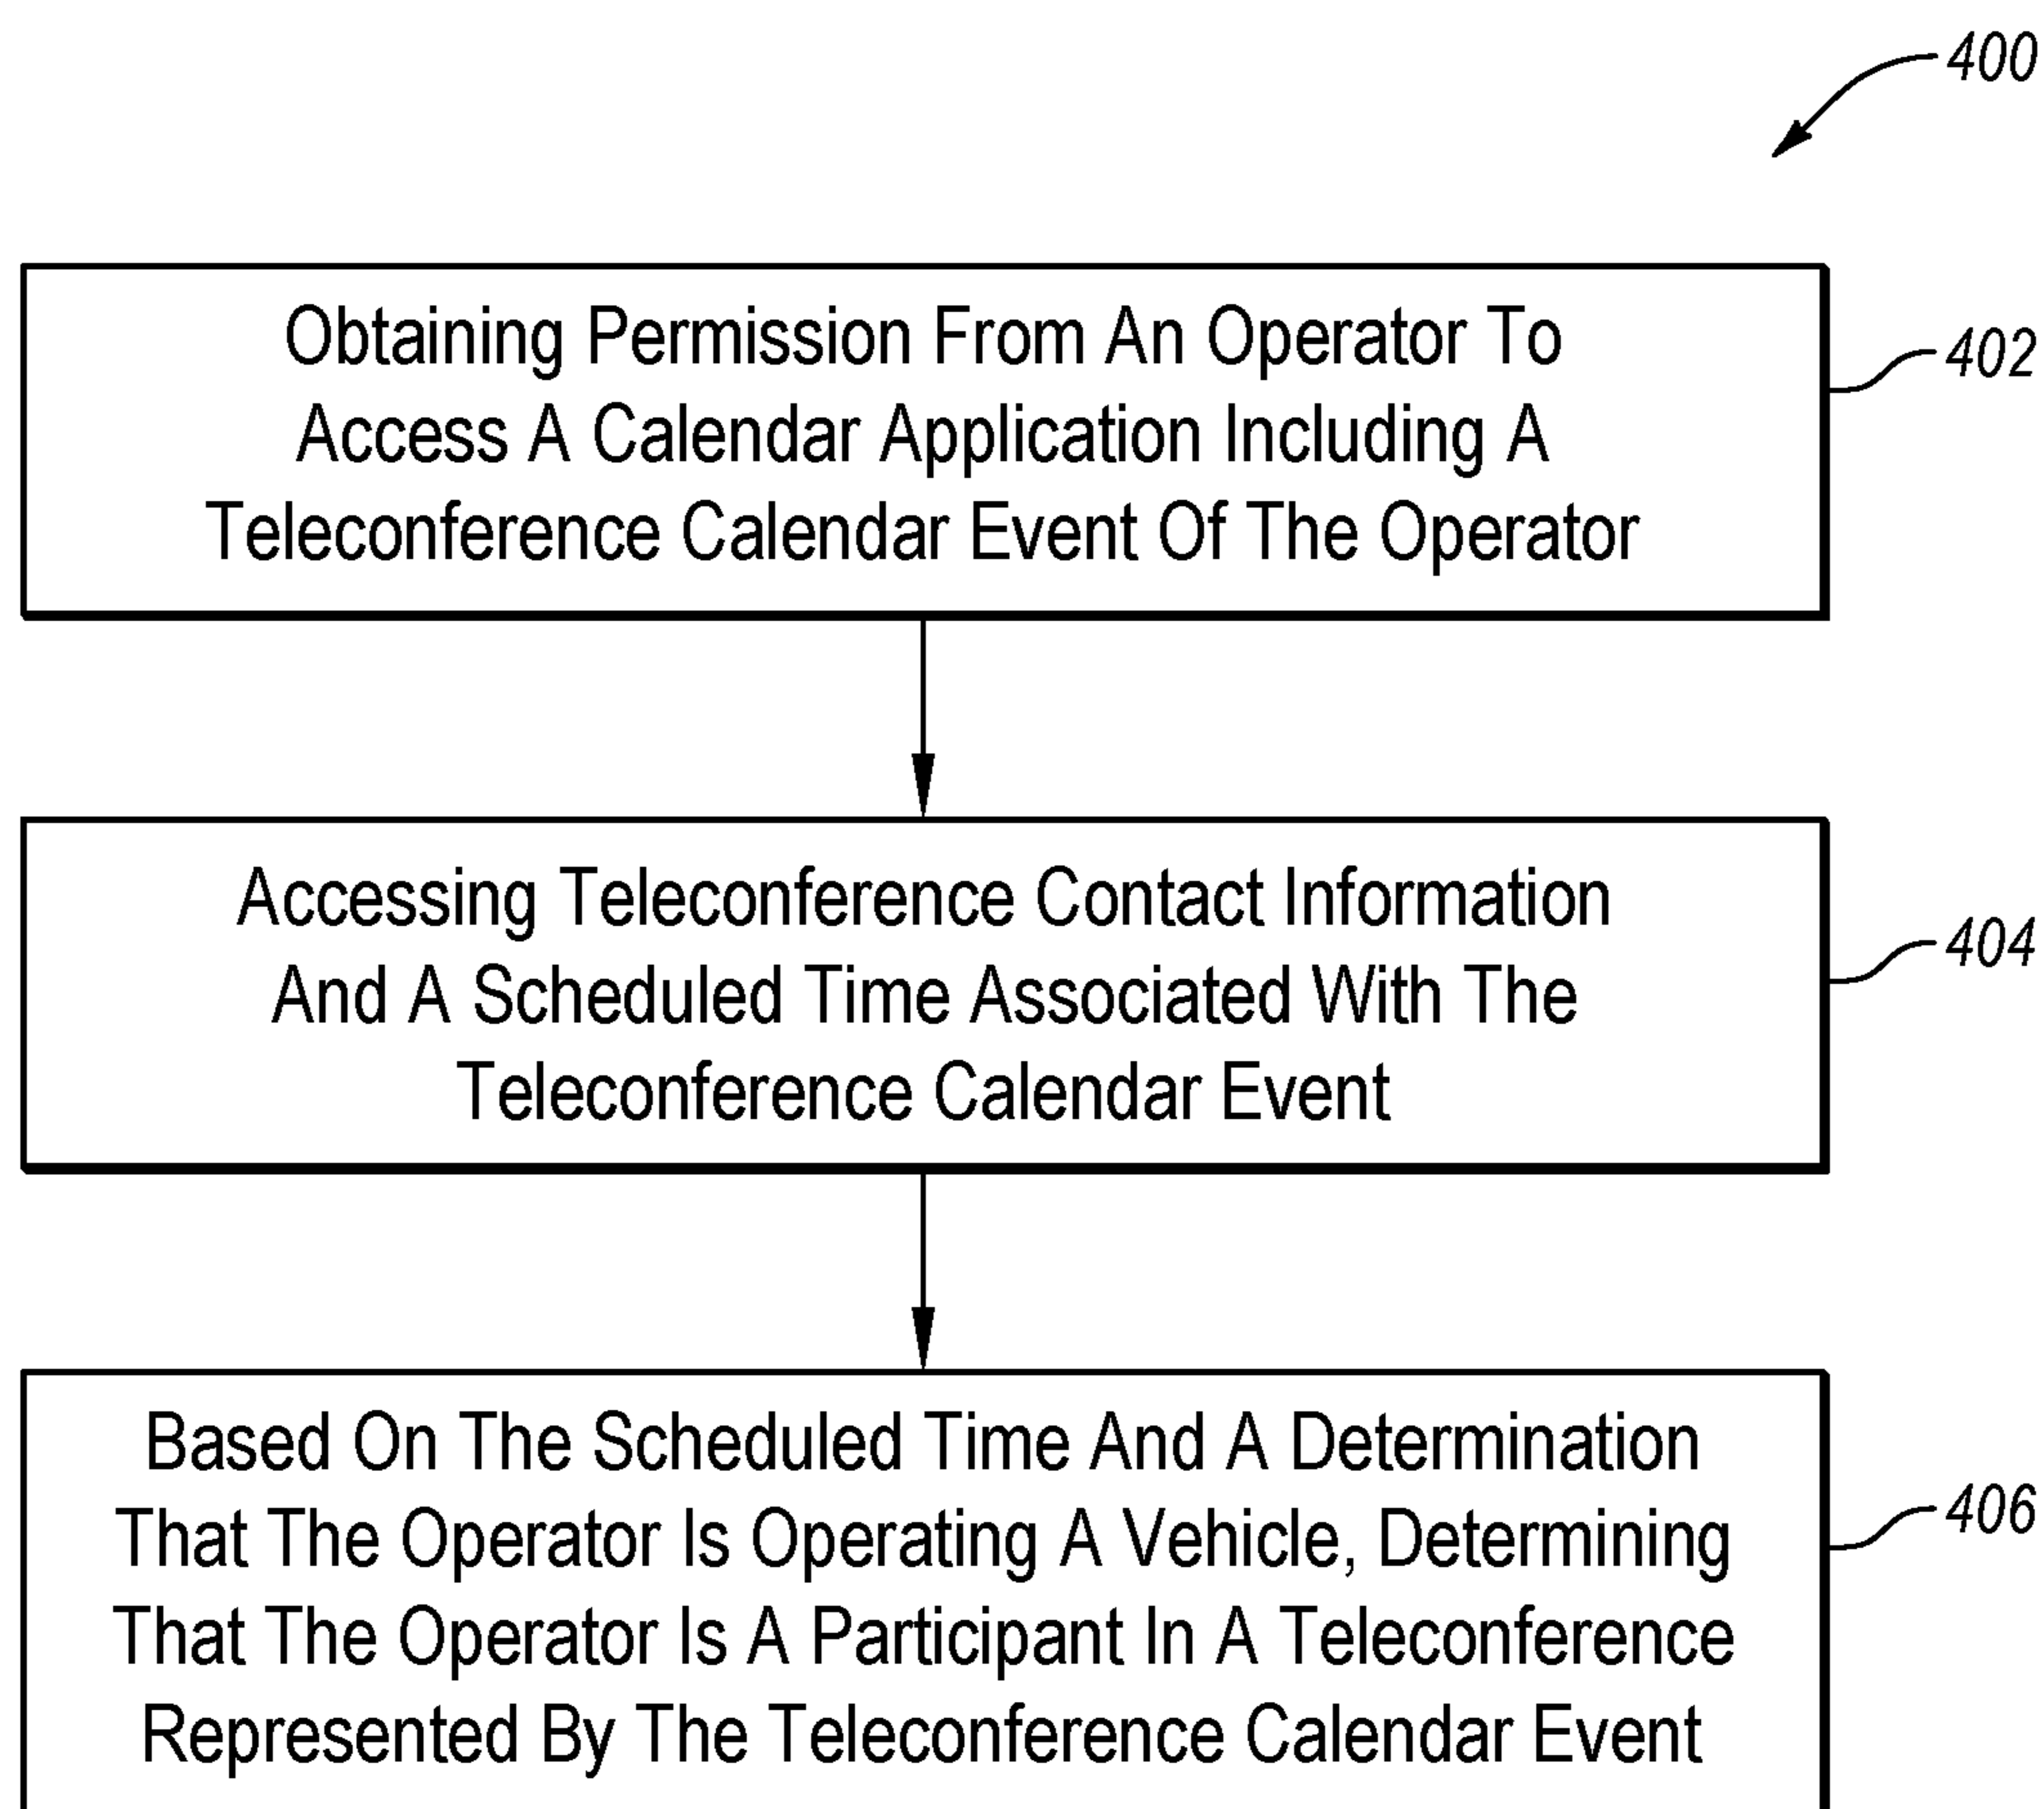 400
Obtaining Permission From An Operator To
Access A Calendar Application Including A
Teleconference Calendar Event Of The Operator
402
Accessing Teleconference Contact Information
And A Scheduled Time Associated With The
Teleconference Calendar Event
404
Based On The Scheduled Time And A Determination
That The Operator Is Operating A Vehicle, Determining
That The Operator Is A Participant In A Teleconference
Represented By The Teleconference Calendar Event
406